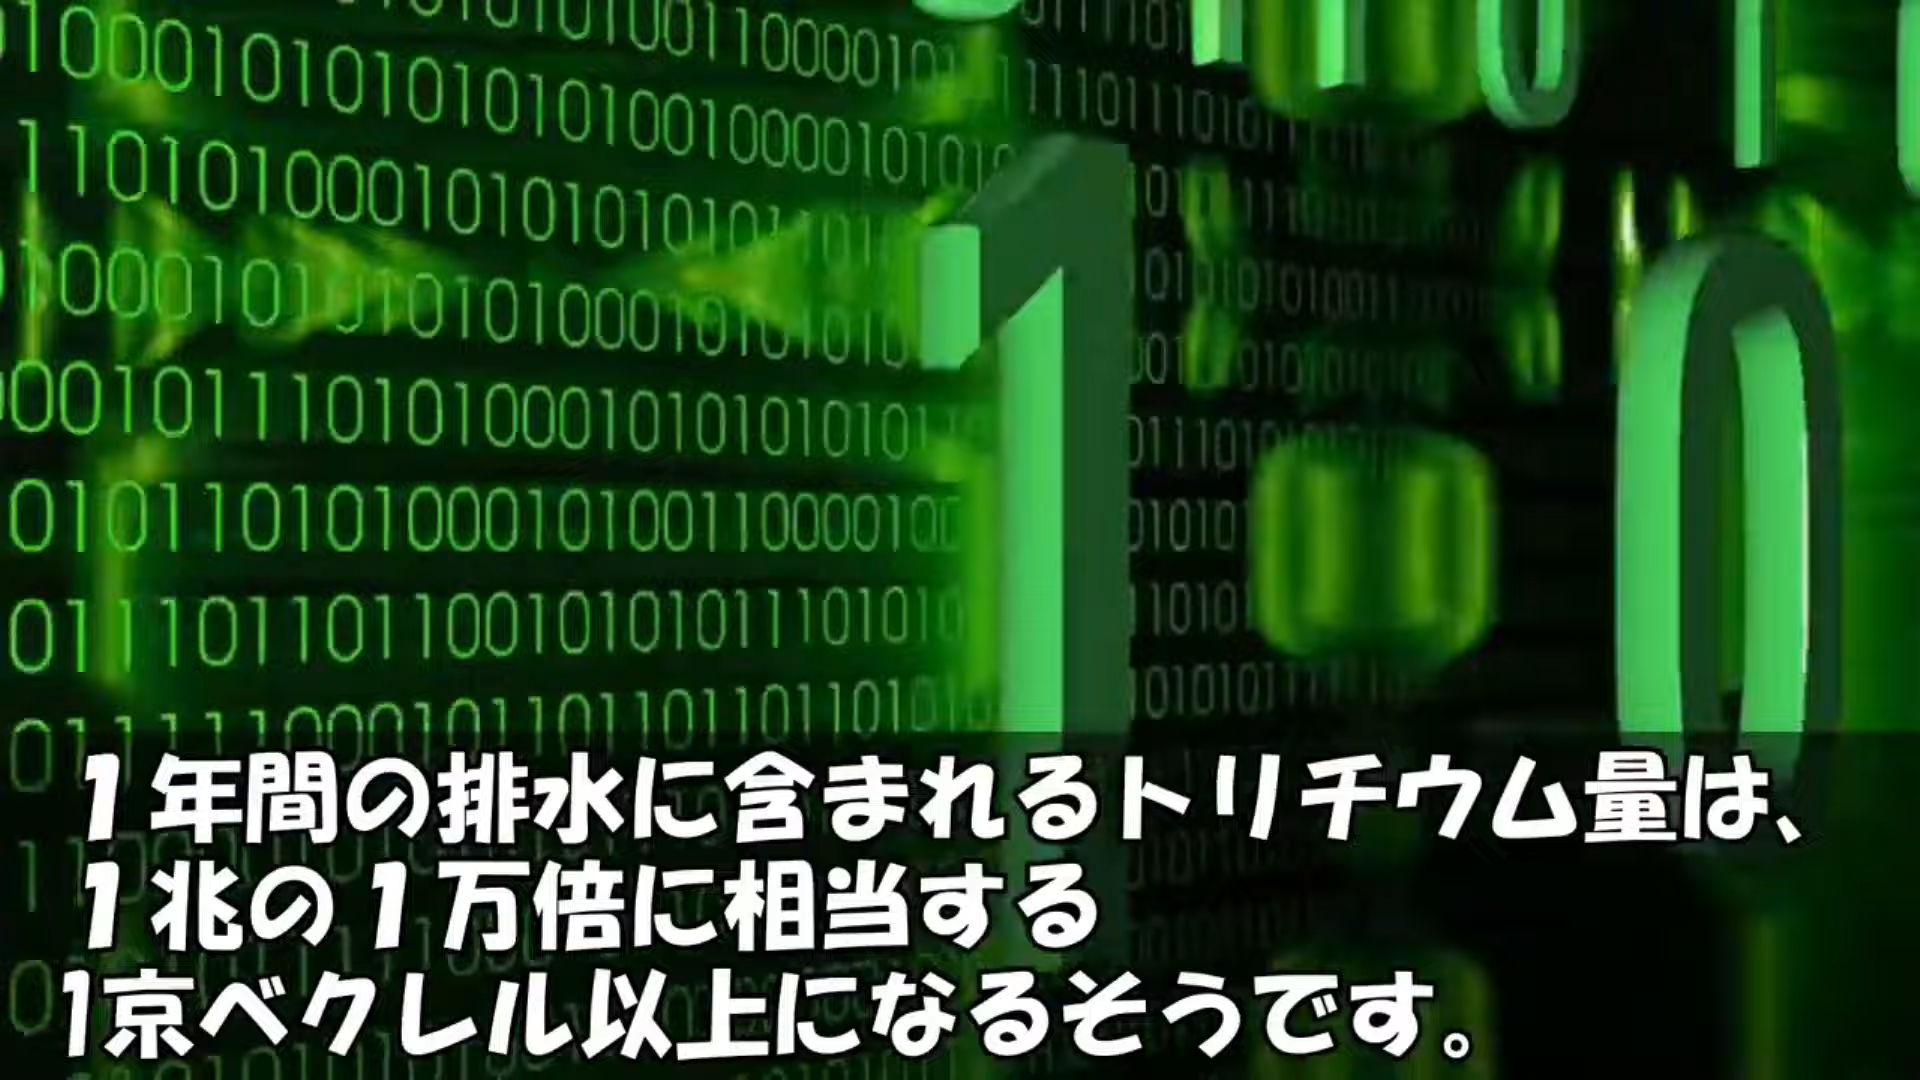 １年間の排水に含まれるトリチウム量は、
１兆の１万倍に相当する
1京ベクレル以上になるそうです。